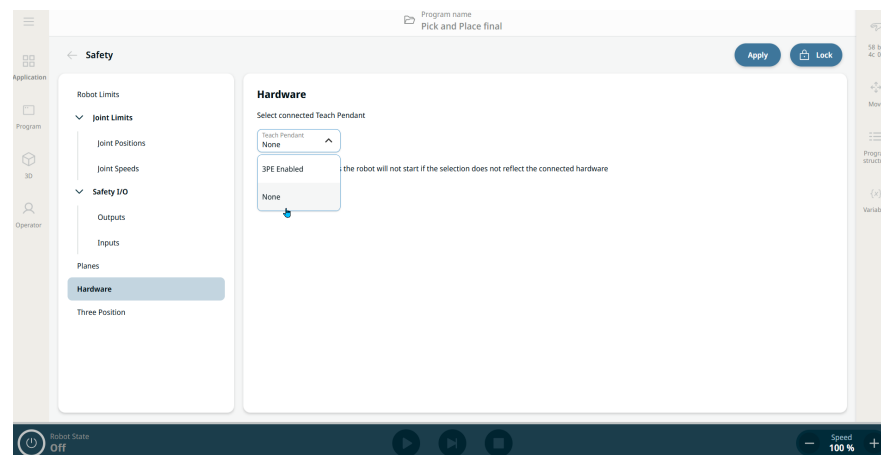 Program name
Pick and Place final
Safety
Apply
Lock
Application
Program
3D
Operator
Robot Limits
Joint Limits
Joint Positions
Joint Speeds
Safety I/O
Outputs
Inputs
Planes
Hardware
Three Position
Hardware
Select connected Teach Pendant
Teach Pendant
None
3PE Enabled
None
the robot will not start if the selection does not reflect the connected hardware
Robot State
Off
Speed
100 %